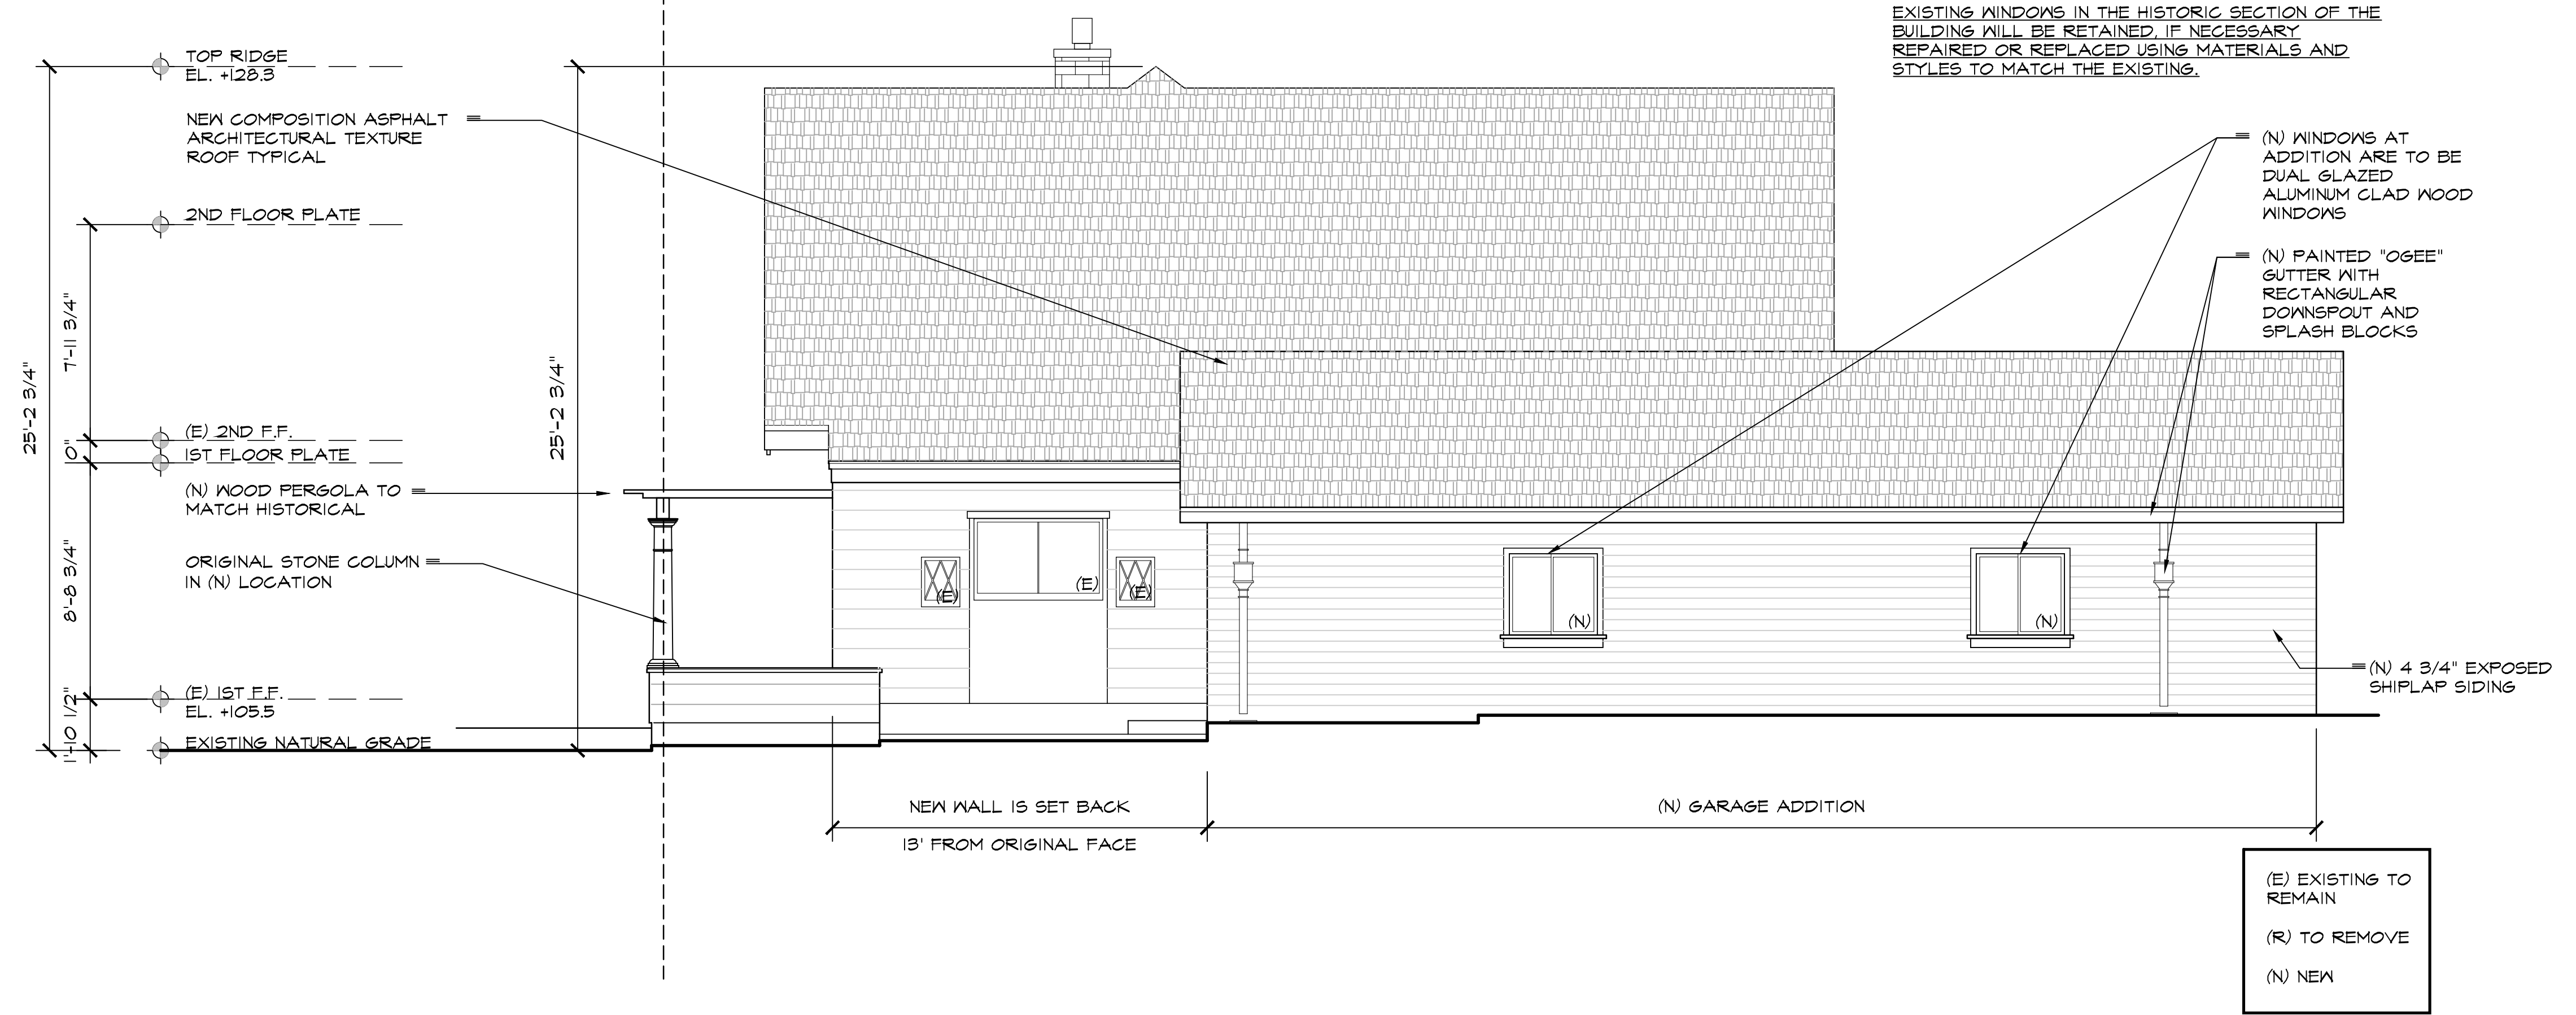 EXISTING WINDOWS IN THE HISTORIC SECTION OF THE
BUILDING WILL BE RETAINED, IF NECESSARY
REPAIRED OR REPLACED USING MATERIALS AND
STYLES TO MATCH THE EXISTING.
TOP RIDGE
EL. +128.3
NEW COMPOSITION ASPHALT
ARCHITECTURAL TEXTURE
ROOF TYPICAL
2ND FLOOR PLATE
7'-11 3/4"
25'-2 3/4"
25'-2 3/4"
(E) 2ND F.F.
0"
1ST FLOOR PLATE
(N) WOOD PERGOLA TO
MATCH HISTORICAL
8'-8 3/4"
ORIGINAL STONE COLUMN
IN (N) LOCATION
(E) 1ST F.F.
EL. +105.5
1'-10 1/2"
EXISTING NATURAL GRADE
(E)
(E)
(E)
(N)
(N)
(N) WINDOWS AT
ADDITION ARE TO BE
DUAL GLAZED
ALUMINUM CLAD WOOD
WINDOWS
(N) PAINTED "OGEE"
GUTTER WITH
RECTANGULAR
DOWNSPOUT AND
SPLASH BLOCKS
(N) 4 3/4" EXPOSED
SHIPLAP SIDING
NEW WALL IS SET BACK
13' FROM ORIGINAL FACE
(N) GARAGE ADDITION
(E) EXISTING TO
REMAIN
(R) TO REMOVE
(N) NEW